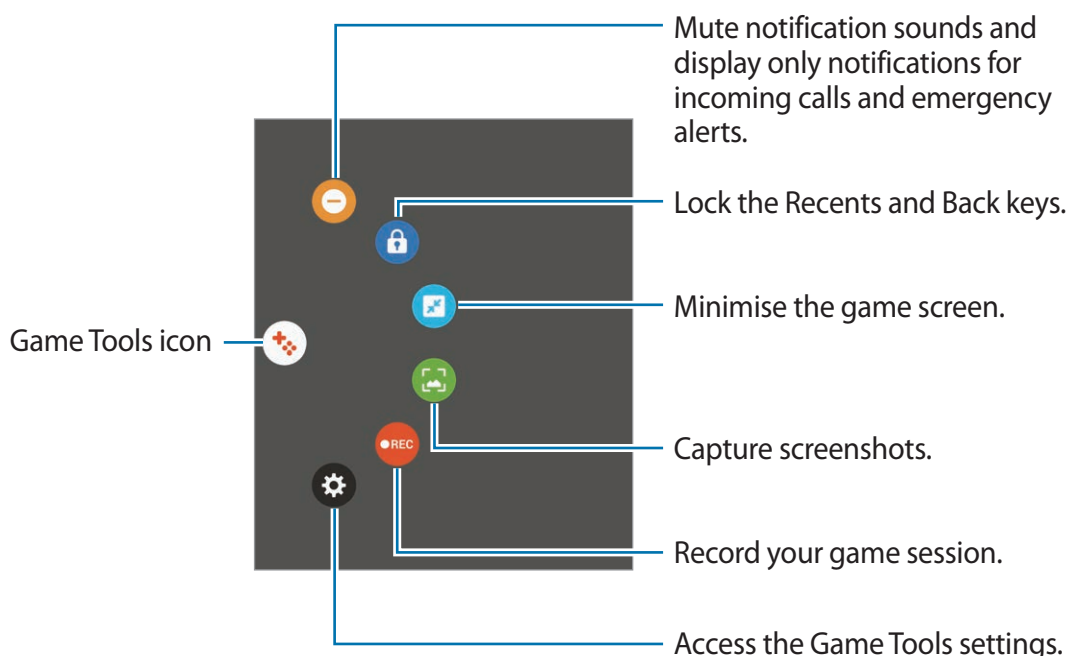 Mute notification sounds and
display only notifications for
incoming calls and emergency
alerts.
Lock the Recents and Back keys.
Minimise the game screen.
Game Tools icon
Capture screenshots.
REC
Record your game session.
Access the Game Tools settings.